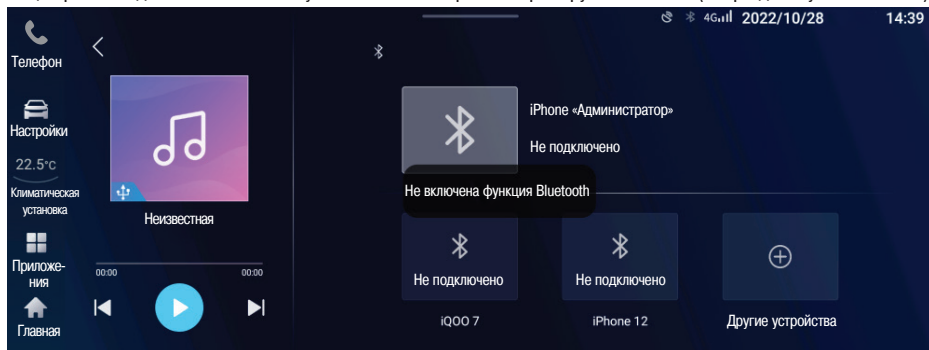 4G 2022/10/28 14:39
Телефон
Настройки
22.5°C
Климатическая
установка
Приложе-
ния
Главная
Неизвестная
00:00 00:00
iPhone «Администратор»
Не подключено
Не включена функция Bluetooth
Не подключено
iQOO 7
Не подключено
iPhone 12
Другие устройства